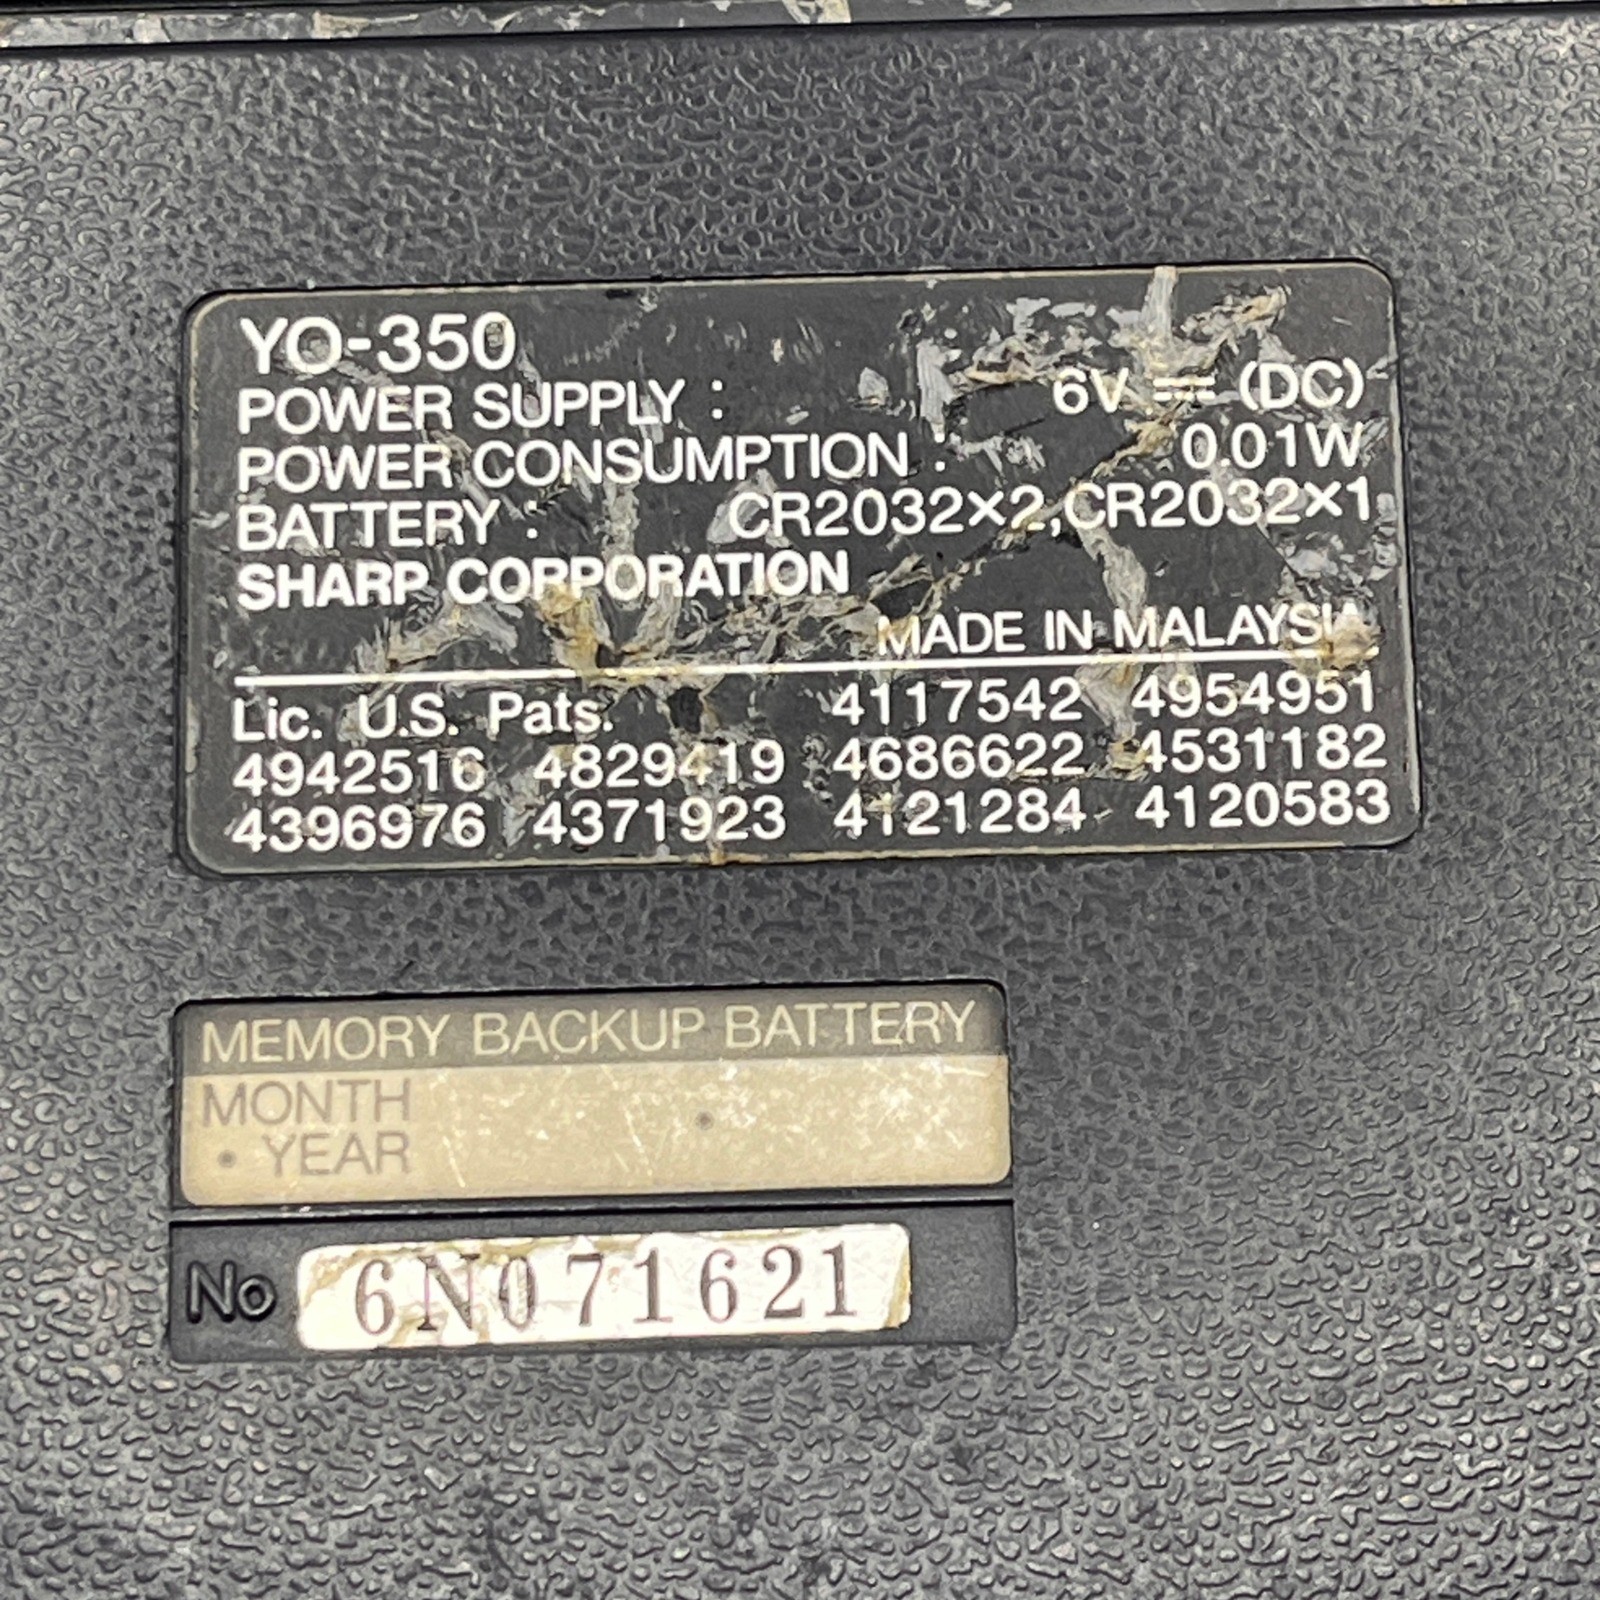 YO-350
POWER SUPPLY : 6V ⎓ (DC)
POWER CONSUMPTION : 0.01W
BATTERY : CR2032×2,CR2032×1
SHARP CORPORATION
MADE IN MALAYSIA
Lic. U.S. Pats. 4117542 4954951
4942516 4829419 4686622 4531182
4396976 4371923 4121284 4120583
MEMORY BACKUP BATTERY
MONTH
• YEAR •
No 6N071621